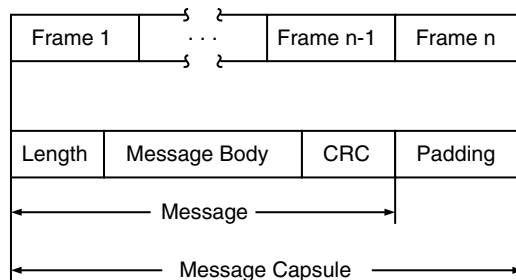 Frame 1 · · · Frame n-1 Frame n
Length Message Body CRC Padding
Message
Message Capsule